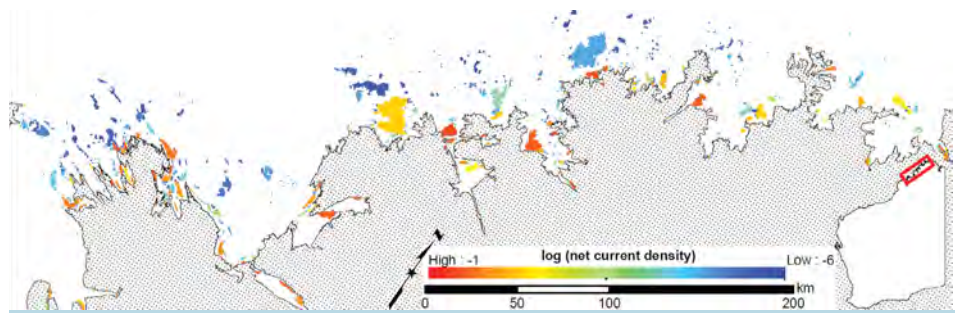 N
log (net current density)
High : -1
Low : -6
km
0
50
100
200